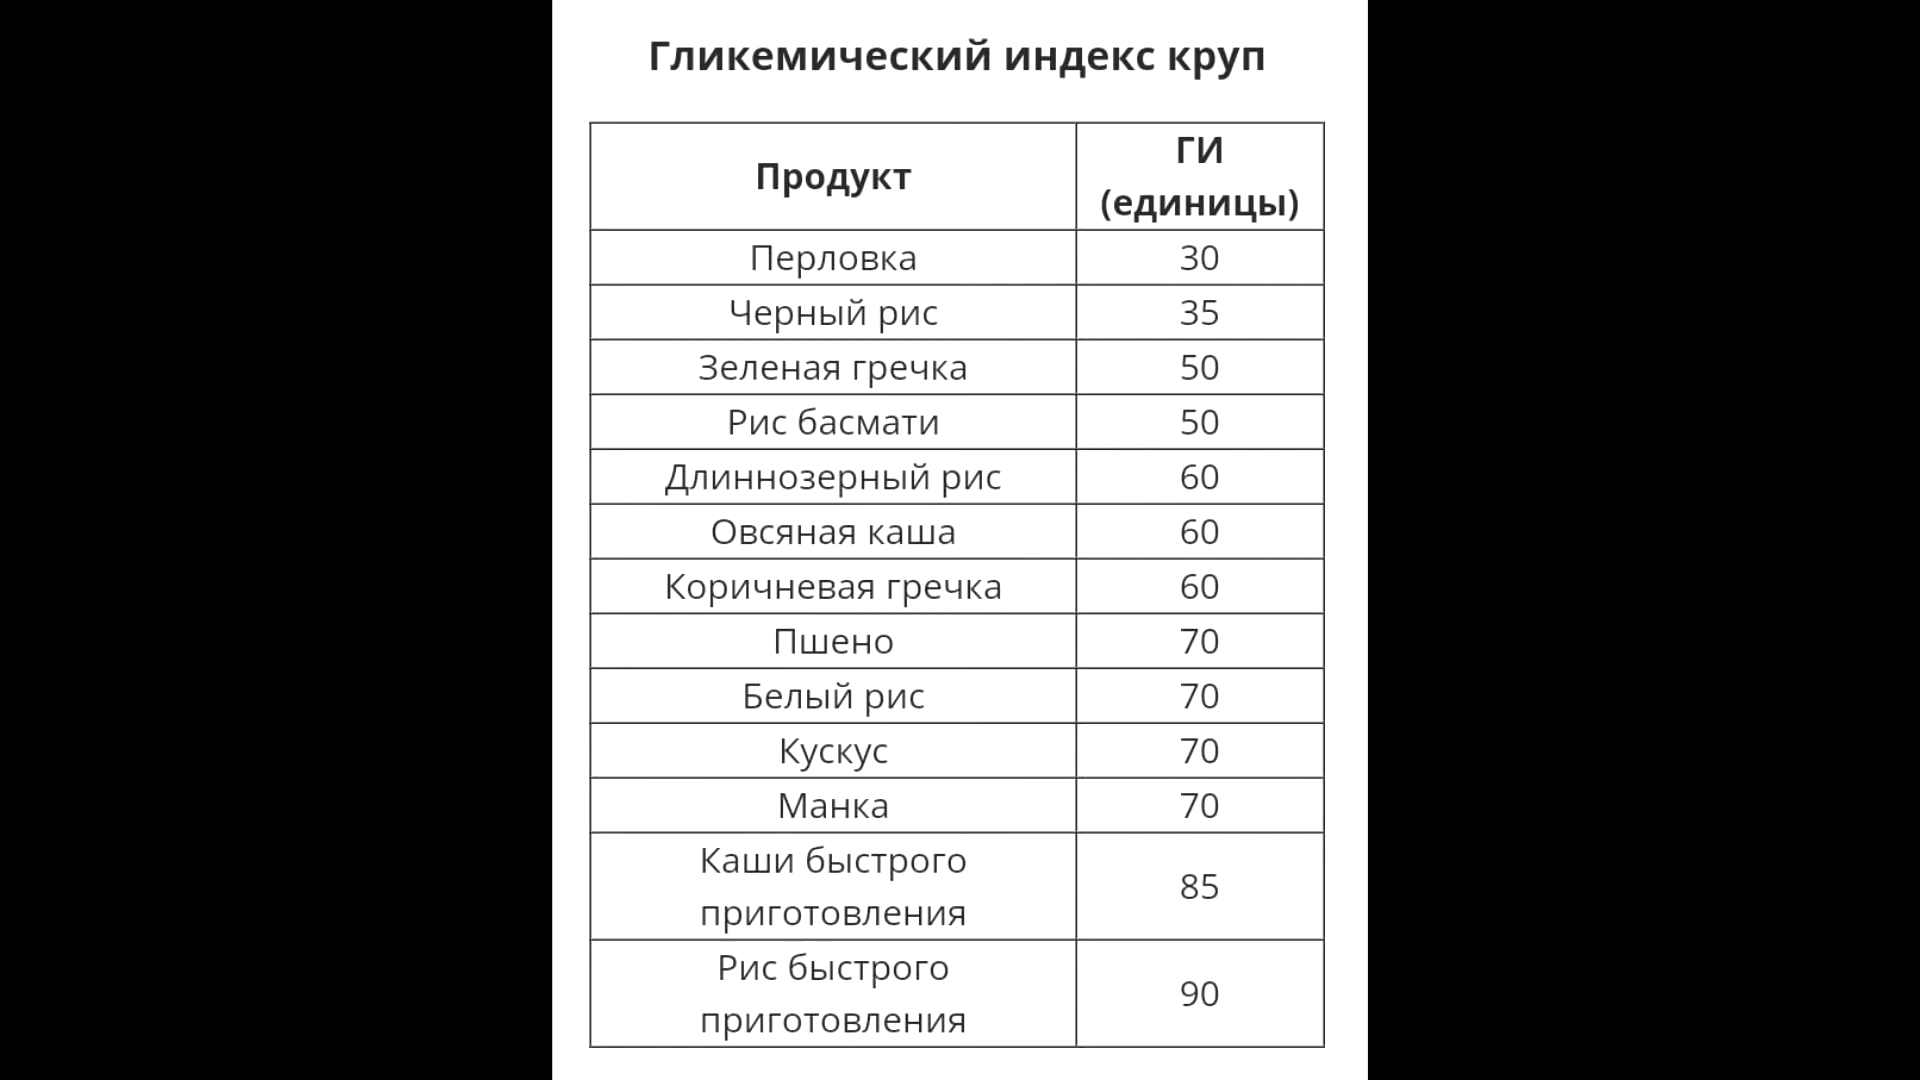 Гликемический индекс круп
Продукт
ГИ
(единицы)
Перловка 30
Черный рис 35
Зеленая гречка 50
Рис басмати 50
Длиннозерный рис 60
Овсяная каша 60
Коричневая гречка 60
Пшено 70
Белый рис 70
Кускус 70
Манка 70
Каши быстрого
приготовления
85
Рис быстрого
приготовления
90